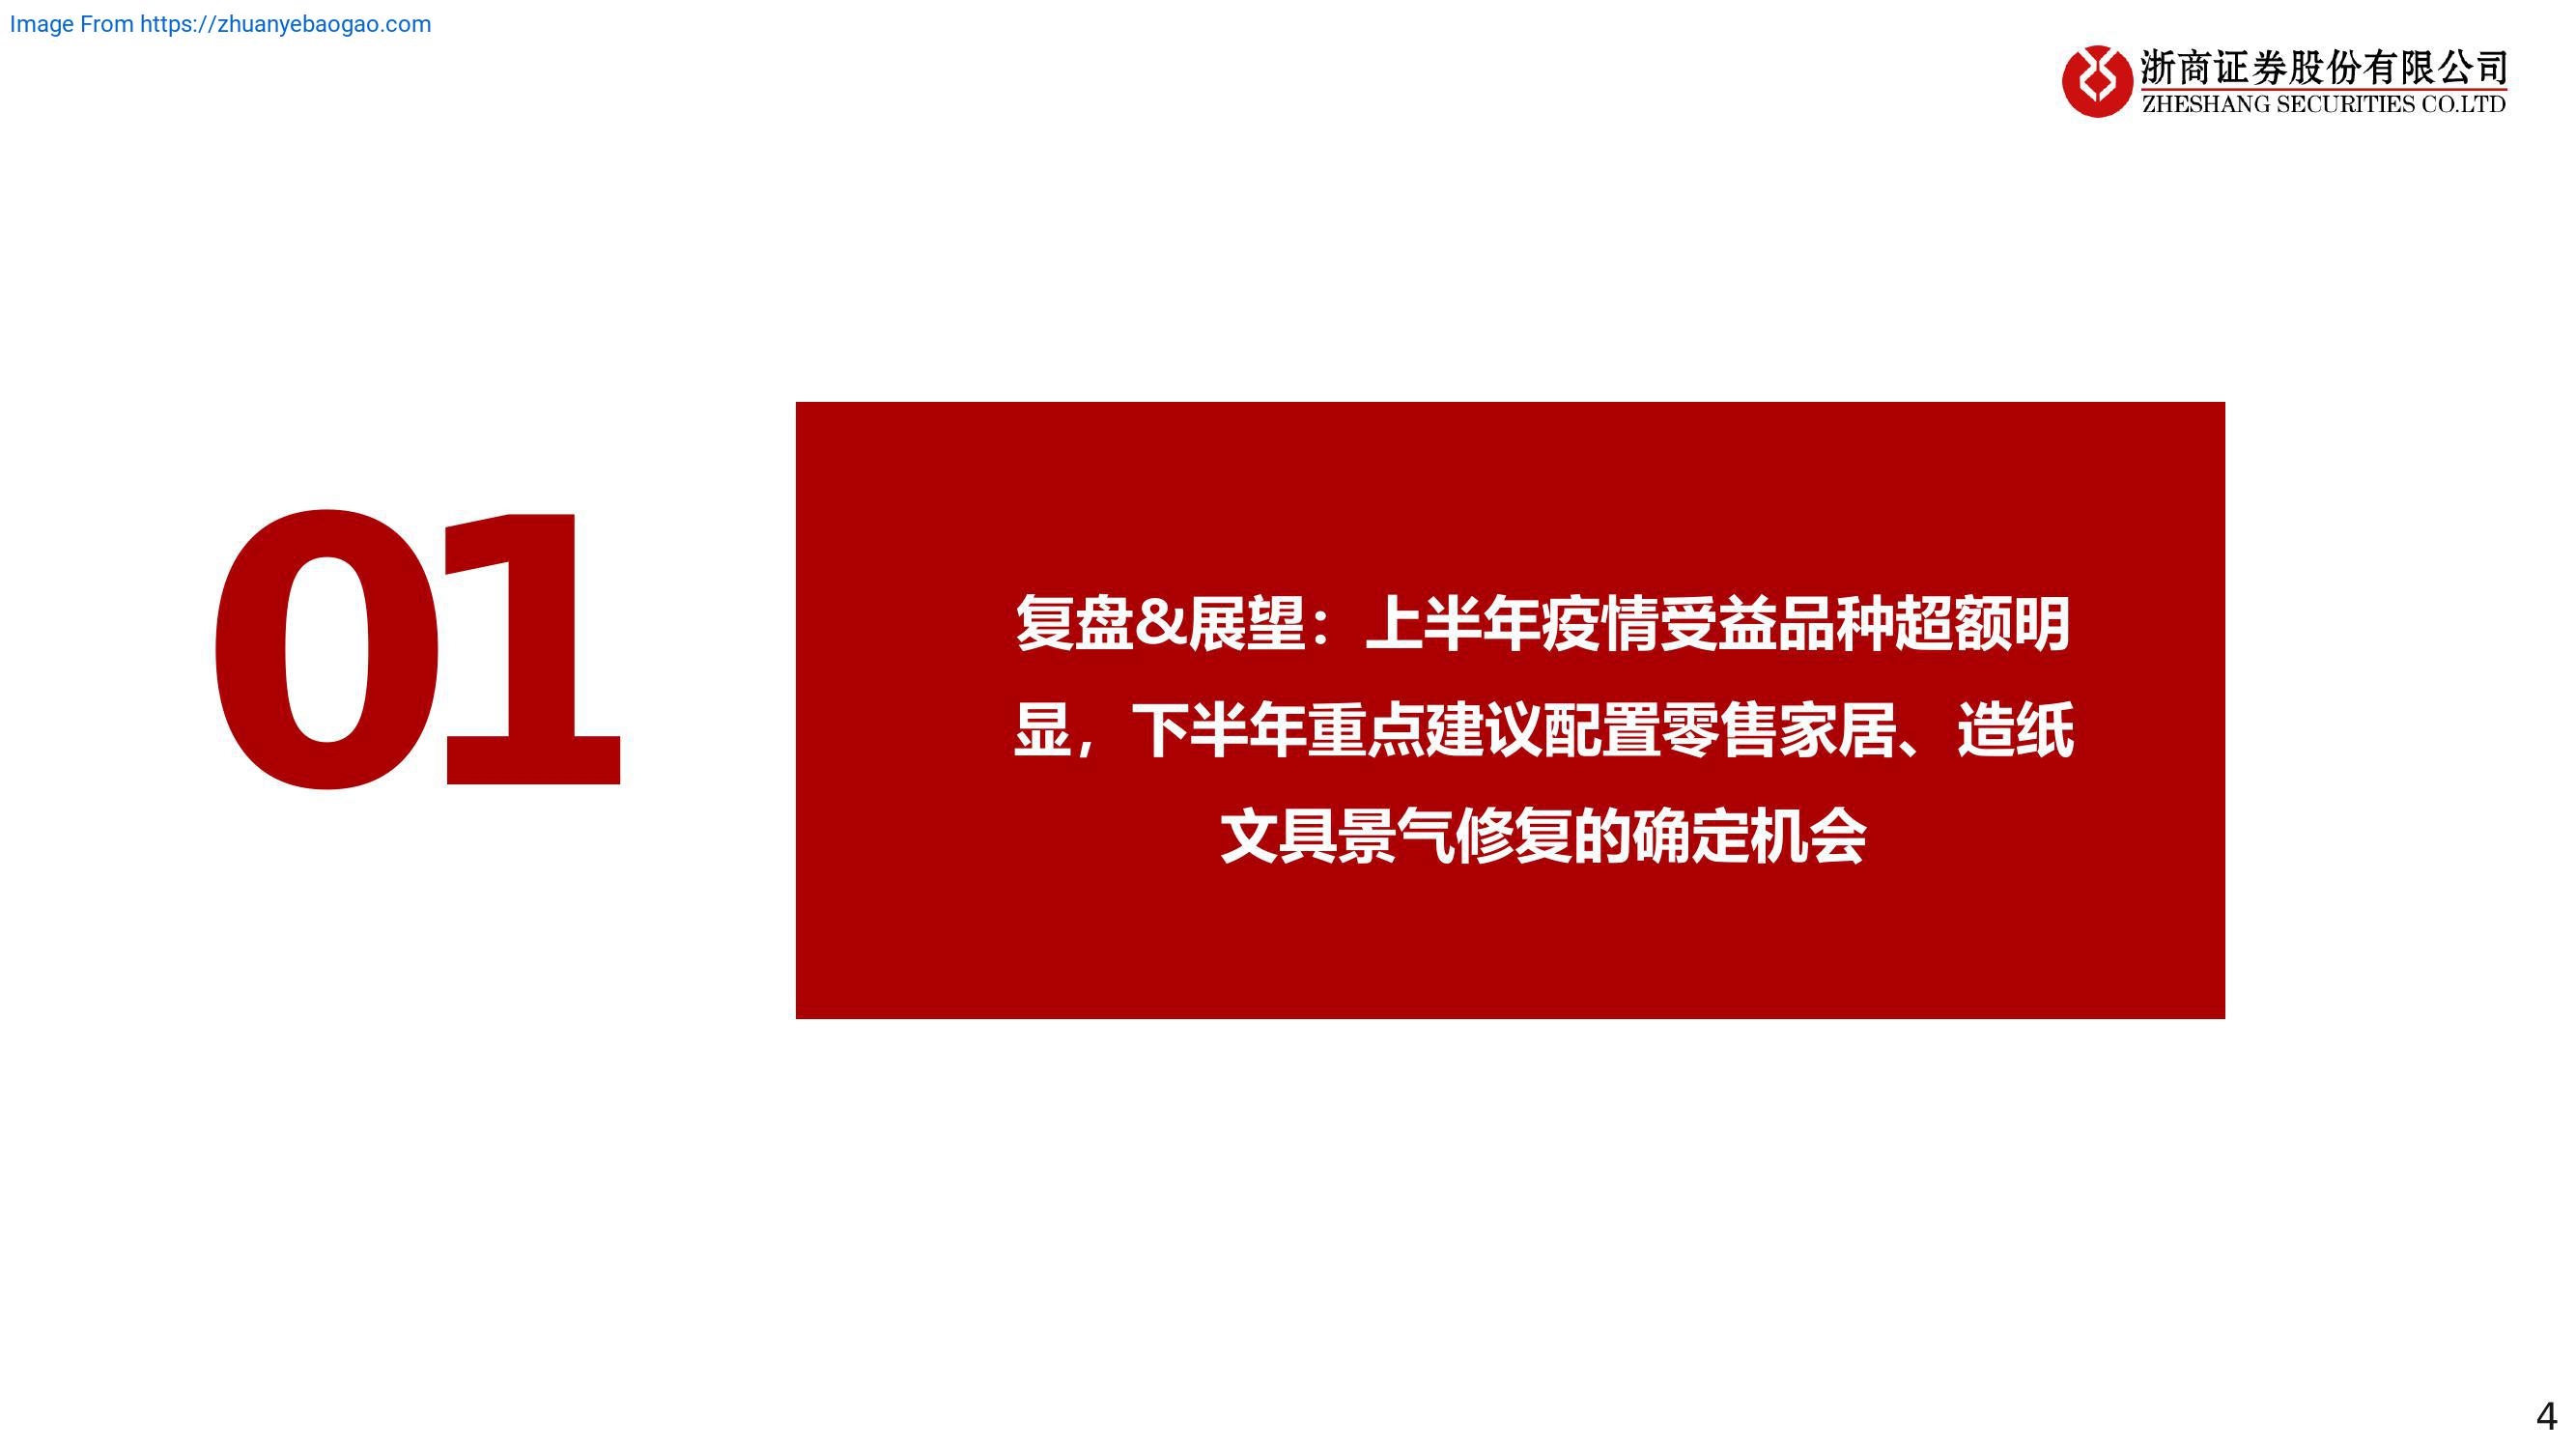 Image From https://zhuanyebaogao.com
浙商证券股份有限公司
ZHESHANG SECURITIES CO.LTD
01
复盘&展望：上半年疫情受益品种超额明
显，下半年重点建议配置零售家居、造纸
文具景气修复的确定机会
4